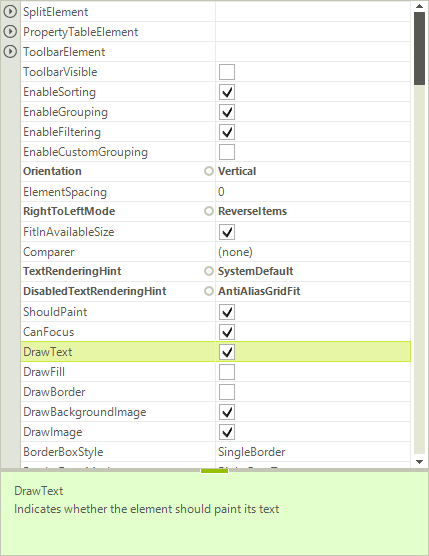 SplitElement
PropertyTableElement
ToolbarElement
ToolbarVisible
EnableSorting
EnableGrouping
EnableFiltering
EnableCustomGrouping
Orientation Vertical
ElementSpacing 0
RightToLeftMode ReverseItems
FitInAvailableSize
Comparer (none)
TextRenderingHint SystemDefault
DisabledTextRenderingHint AntiAliasGridFit
ShouldPaint
CanFocus
DrawText
DrawFill
DrawBorder
DrawBackgroundImage
DrawImage
BorderBoxStyle SingleBorder
DrawText
Indicates whether the element should paint its text